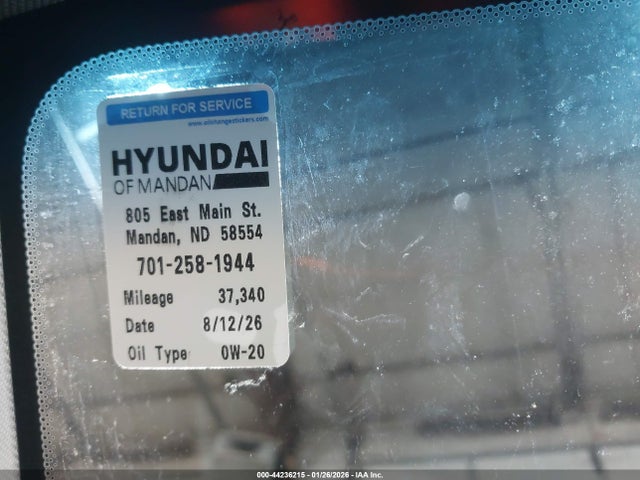 RETURN FOR SERVICE
www.oilchangestickers.com
HYUNDAI
OF MANDAN
805 East Main St.
Mandan, ND 58554
701-258-1944
Mileage 37,340
Date 8/12/26
Oil Type 0W-20
000-44236215 - 01/26/2026 - IAA Inc.